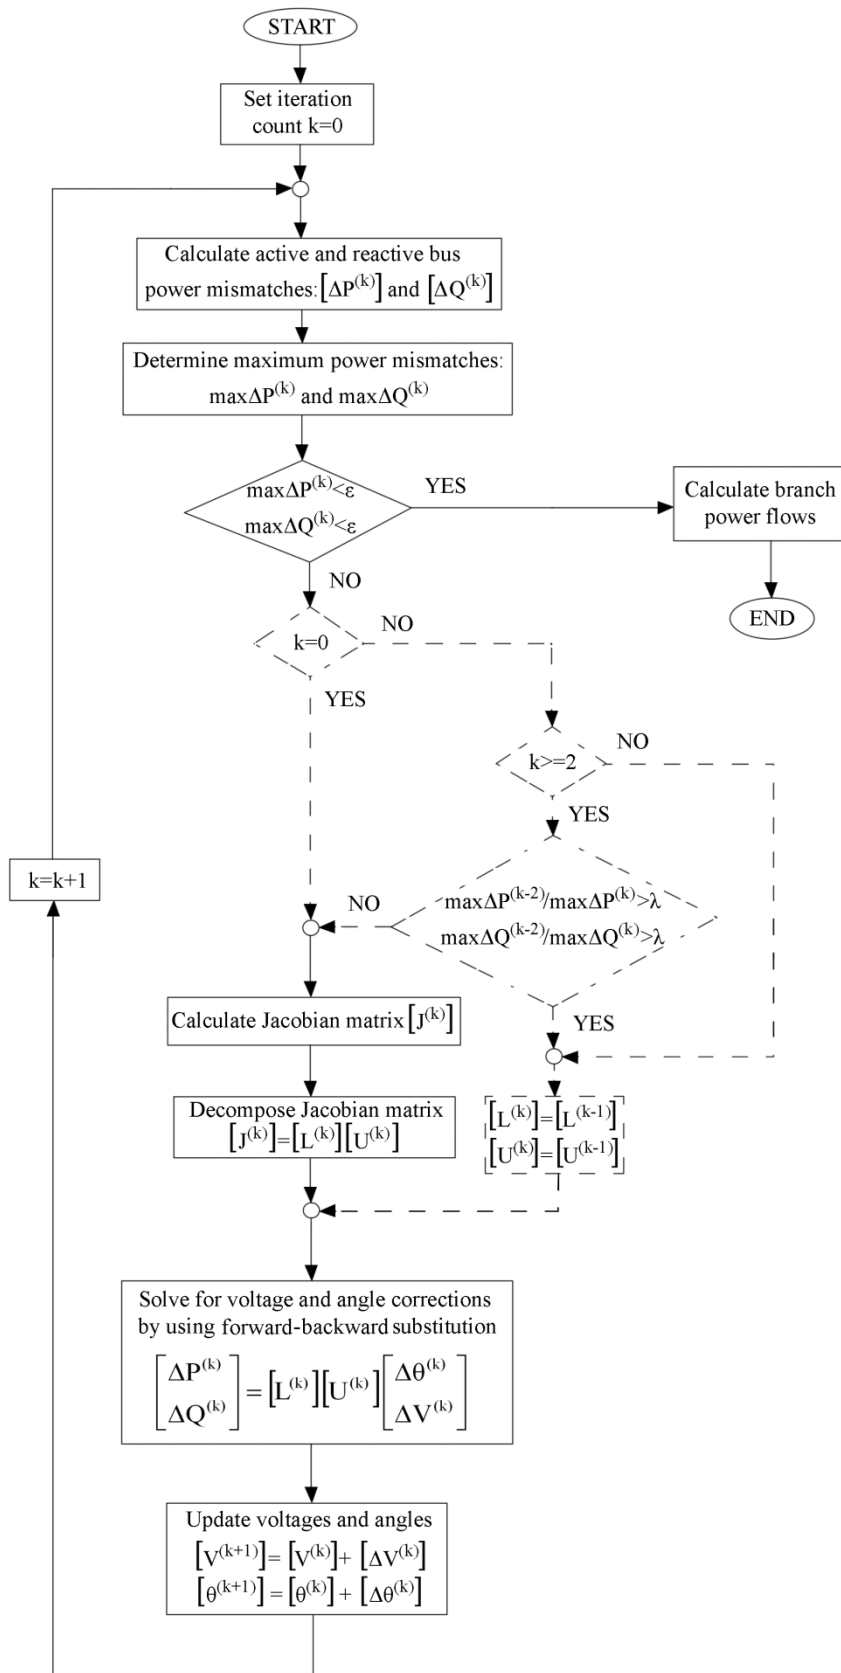 START
Set iteration
count k=0
Calculate active and reactive bus
power mismatches:[ΔP⁽ᵏ⁾] and [ΔQ⁽ᵏ⁾]
Determine maximum power mismatches:
maxΔP⁽ᵏ⁾ and maxΔQ⁽ᵏ⁾
maxΔP⁽ᵏ⁾<ε
maxΔQ⁽ᵏ⁾<ε
YES
Calculate branch
power flows
END
NO
k=0
NO
YES
k>=2
NO
YES
k=k+1
maxΔP⁽ᵏ⁻²⁾/maxΔP⁽ᵏ⁾>λ
maxΔQ⁽ᵏ⁻²⁾/maxΔQ⁽ᵏ⁾>λ
NO
YES
Calculate Jacobian matrix [J⁽ᵏ⁾]
Decompose Jacobian matrix
[J⁽ᵏ⁾]=[L⁽ᵏ⁾][U⁽ᵏ⁾]
[L⁽ᵏ⁾]=[L⁽ᵏ⁻¹⁾]
[U⁽ᵏ⁾]=[U⁽ᵏ⁻¹⁾]
Solve for voltage and angle corrections
by using forward-backward substitution
[ΔP⁽ᵏ⁾ ΔQ⁽ᵏ⁾] = [L⁽ᵏ⁾][U⁽ᵏ⁾][Δθ⁽ᵏ⁾ ΔV⁽ᵏ⁾]
Update voltages and angles
[V⁽ᵏ⁺¹⁾]= [V⁽ᵏ⁾]+ [ΔV⁽ᵏ⁾]
[θ⁽ᵏ⁺¹⁾] = [θ⁽ᵏ⁾] + [Δθ⁽ᵏ⁾]